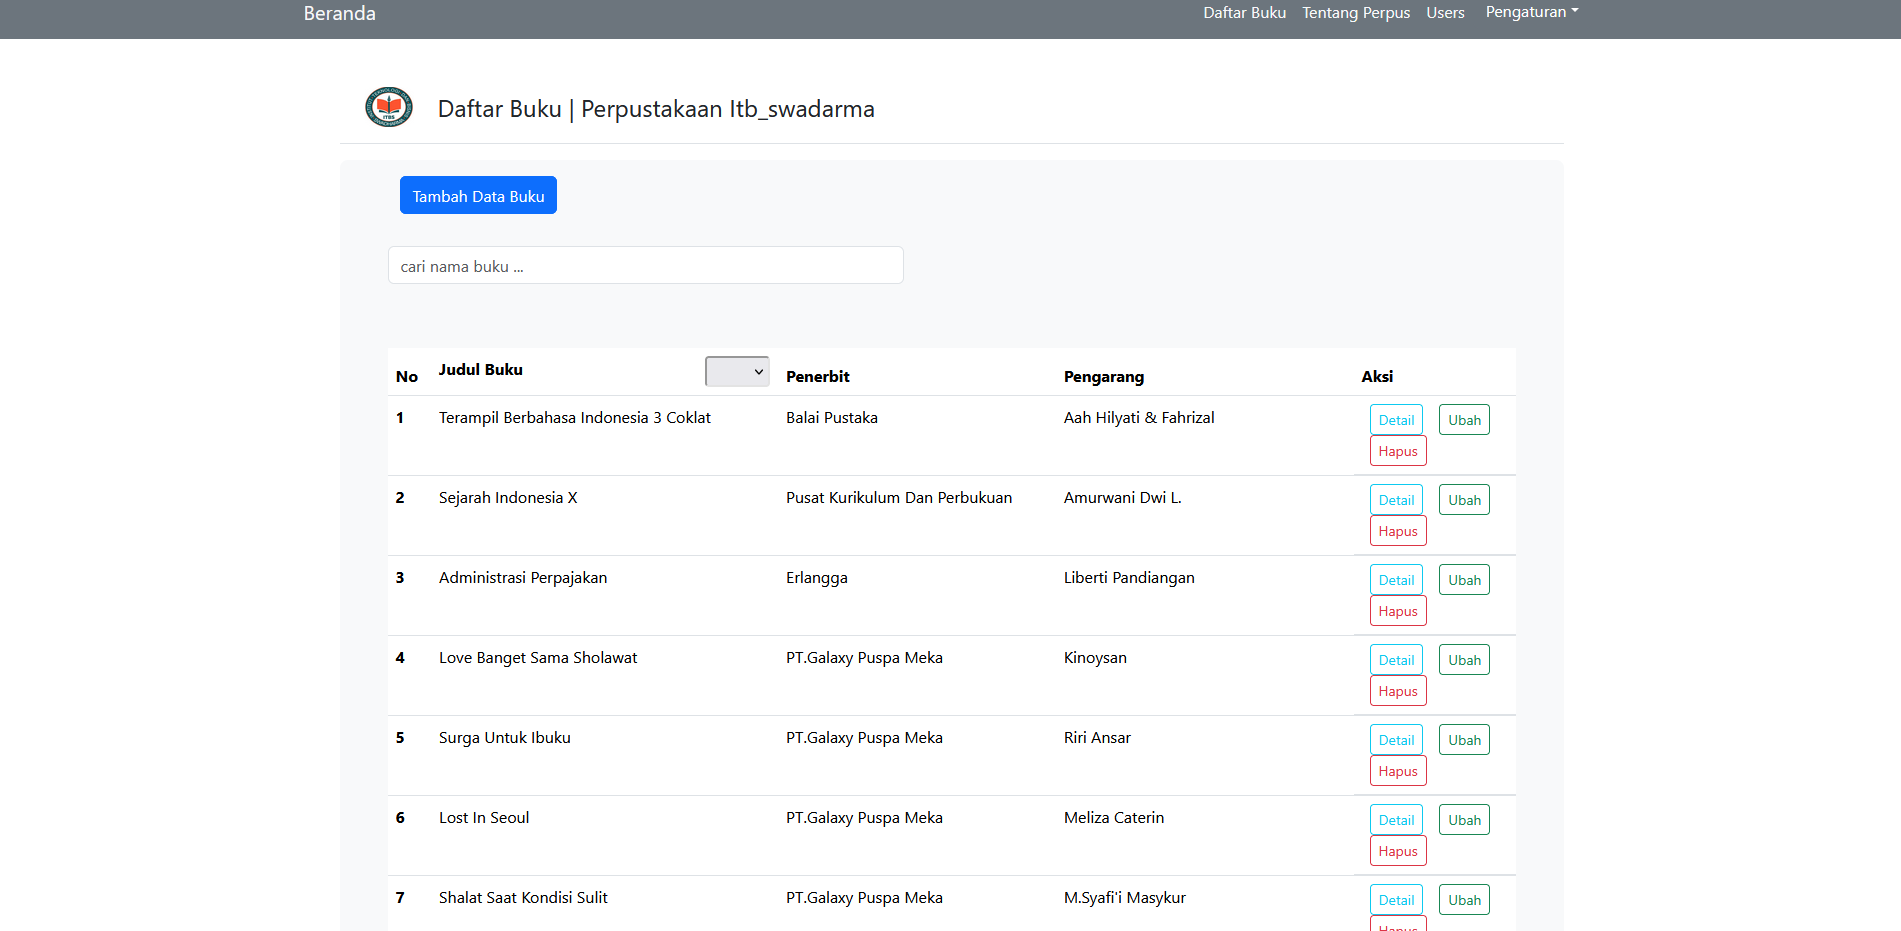 Beranda Daftar Buku Tentang Perpus Users Pengaturan
ITBS
Daftar Buku | Perpustakaan Itb_swadarma
Tambah Data Buku
cari nama buku ...
No Judul Buku Penerbit Pengarang Aksi
1 Terampil Berbahasa Indonesia 3 Coklat Balai Pustaka Aah Hilyati & Fahrizal Detail Ubah
Hapus
2 Sejarah Indonesia X Pusat Kurikulum Dan Perbukuan Amurwani Dwi L. Detail Ubah
Hapus
3 Administrasi Perpajakan Erlangga Liberti Pandiangan Detail Ubah
Hapus
4 Love Banget Sama Sholawat PT.Galaxy Puspa Meka Kinoysan Detail Ubah
Hapus
5 Surga Untuk Ibuku PT.Galaxy Puspa Meka Riri Ansar Detail Ubah
Hapus
6 Lost In Seoul PT.Galaxy Puspa Meka Meliza Caterin Detail Ubah
Hapus
7 Shalat Saat Kondisi Sulit PT.Galaxy Puspa Meka M.Syafi'i Masykur Detail Ubah
Hapus